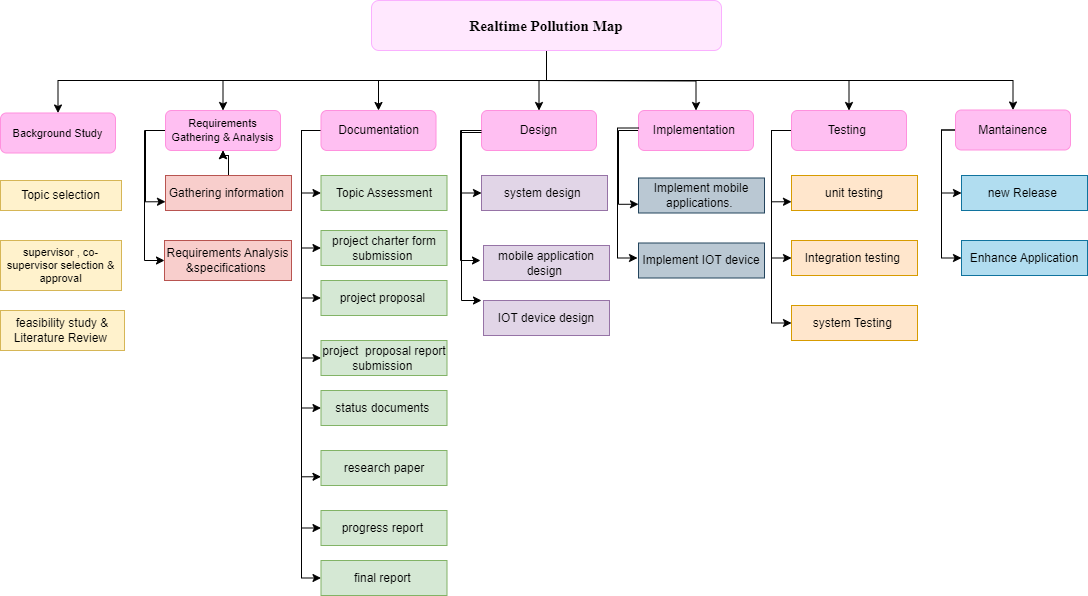 Realtime Pollution Map
Background Study
Requirements
Gathering & Analysis
Documentation
Design
Implementation
Testing
Mantainence
Topic selection
supervisor , co-
supervisor selection &
approval
feasibility study &
Literature Review
Gathering information
Requirements Analysis
&specifications
Topic Assessment
project charter form
submission
project proposal
project  proposal report
submission
status documents
research paper
progress report
final report
system design
mobile application
design
IOT device design
Implement mobile
applications.
Implement IOT device
unit testing
Integration testing
system Testing
new Release
Enhance Application